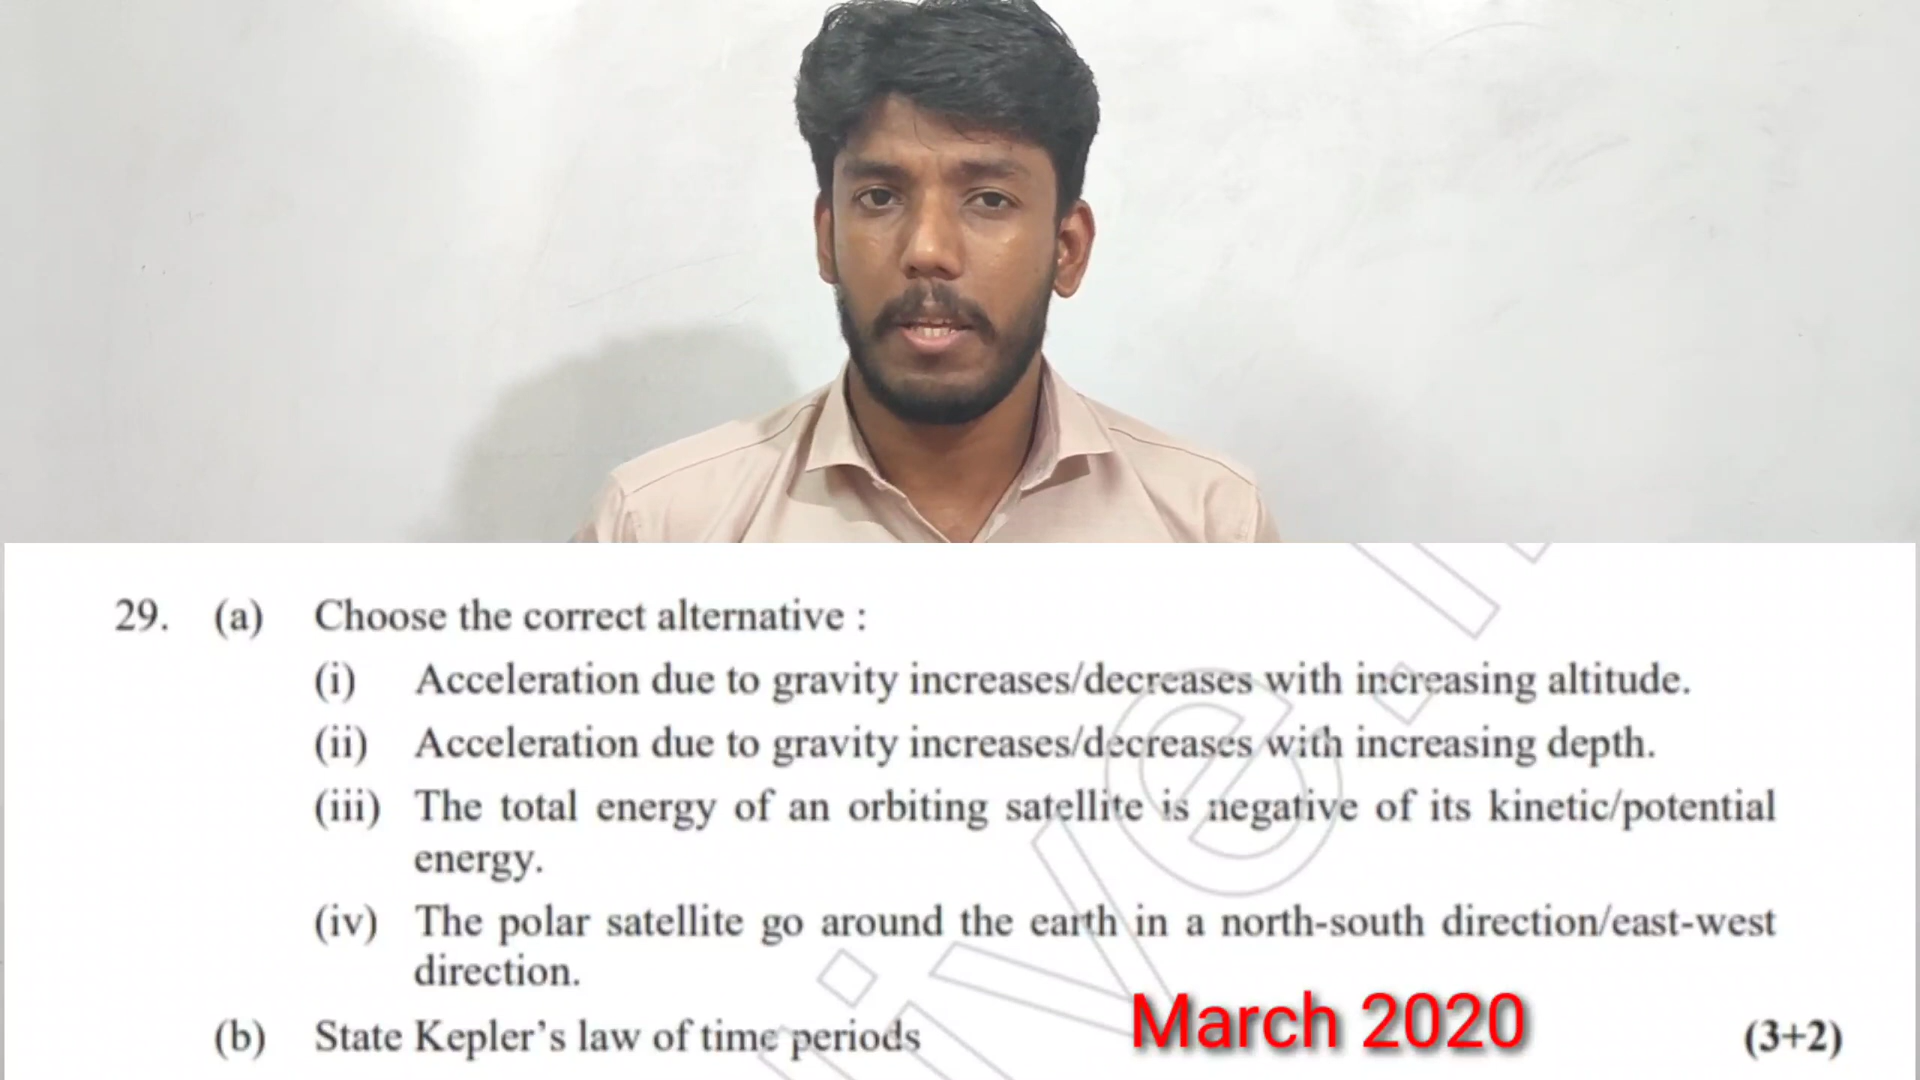 29. (a) Choose the correct alternative :
(i) Acceleration due to gravity increases/decreases with increasing altitude.
(ii) Acceleration due to gravity increases/decreases with increasing depth.
(iii) The total energy of an orbiting satellite is negative of its kinetic/potential
energy.
(iv) The polar satellite go around the earth in a north-south direction/east-west
direction.
(b) State Kepler’s law of time periods (3+2)
March 2020